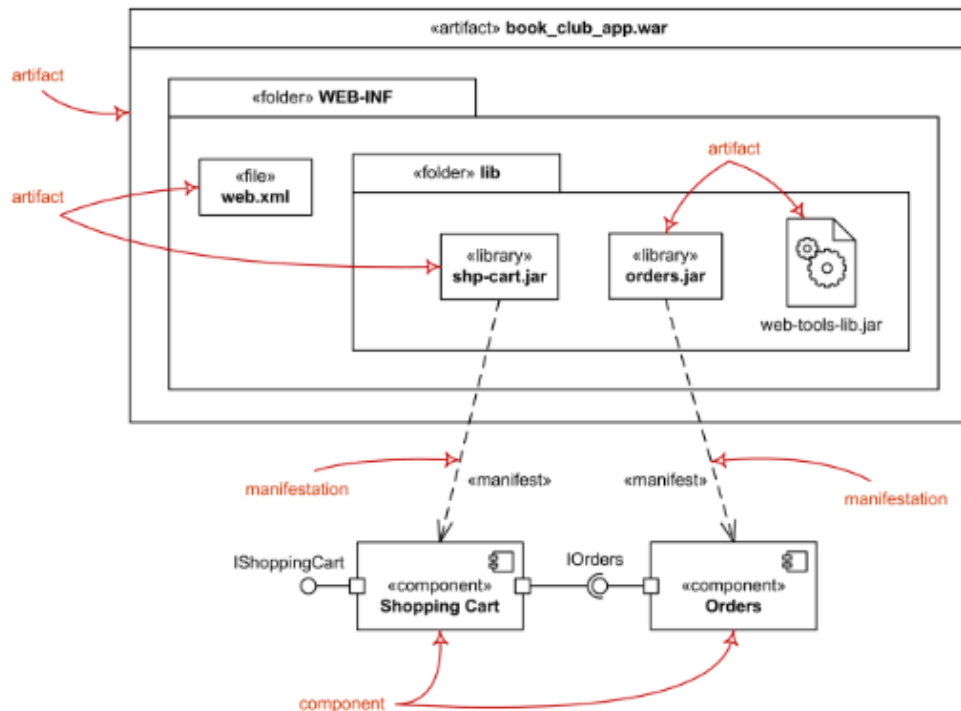 «artifact» book_club_app.war
artifact
«folder» WEB-INF
artifact
«folder» lib
«file»
web.xml
artifact
«library»
shp-cart.jar
«library»
orders.jar
web-tools-lib.jar
manifestation
«manifest»
«manifest»
manifestation
IShoppingCart
IOrders
«component»
Shopping Cart
«component»
Orders
component